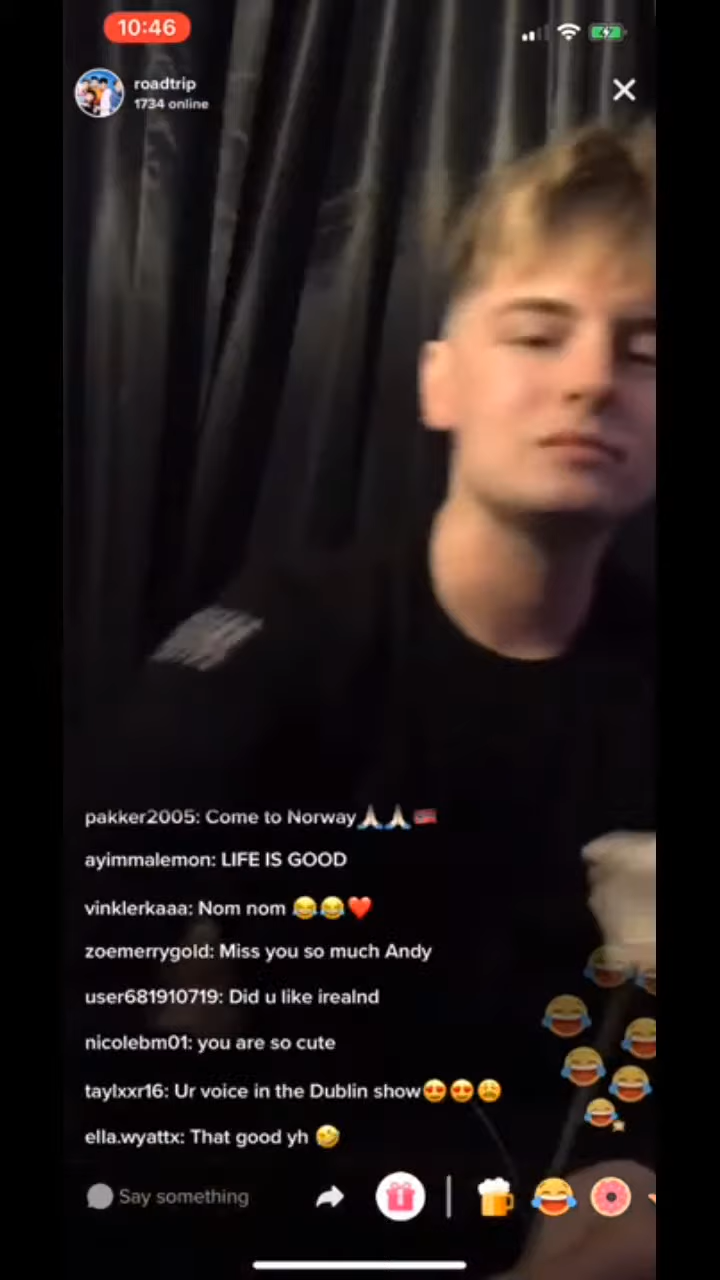 10:46
roadtrip
1734 online
pakker2005: Come to Norway🙏🏻🙏🏻🇳🇴
ayimmalemon: LIFE IS GOOD
vinklerkaaa: Nom nom 😂😂❤️
zoemerrygold: Miss you so much Andy
user681910719: Did u like irealnd
nicolebm01: you are so cute
taylxxr16: Ur voice in the Dublin show😍😍😩
ella.wyattx: That good yh 🤣
Say something